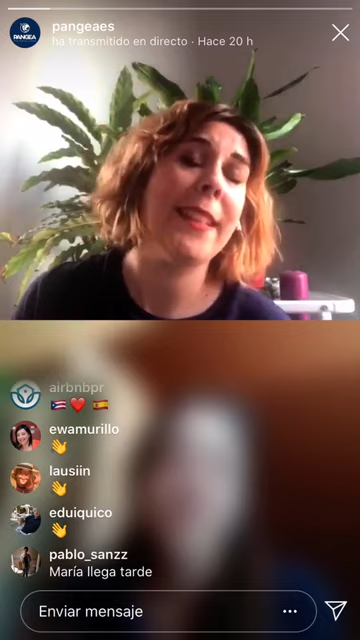 pangeaes
PANGEA
ha transmitido en directo · Hace 20 h
airbnbpr
🇵🇷 ❤️ 🇪🇸
ewamurillo
👋
lausiin
👋
eduiquico
👋
pablo_sanzz
María llega tarde
Enviar mensaje